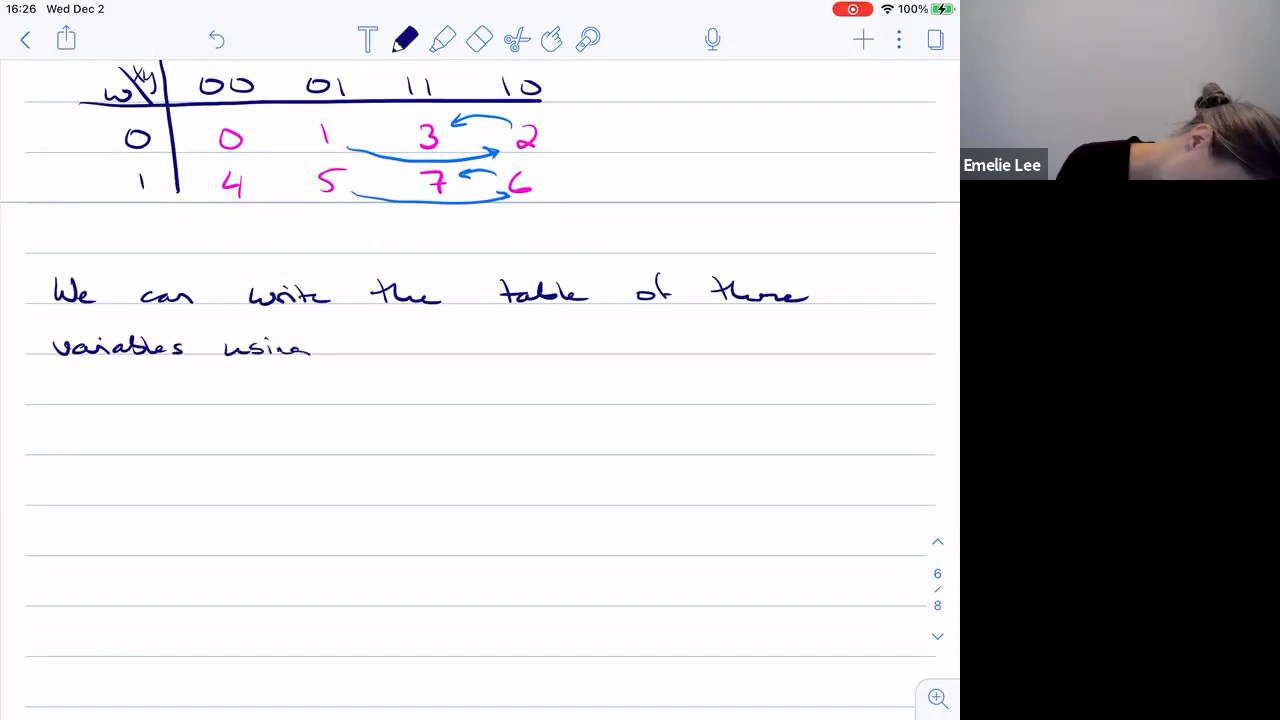 16:26 Wed Dec 2 100%
xy 00 01 11 10
w
0 0 1 3 2
1 4 5 7 6
We can write the table of three
variables using
Emelie Lee
6
8